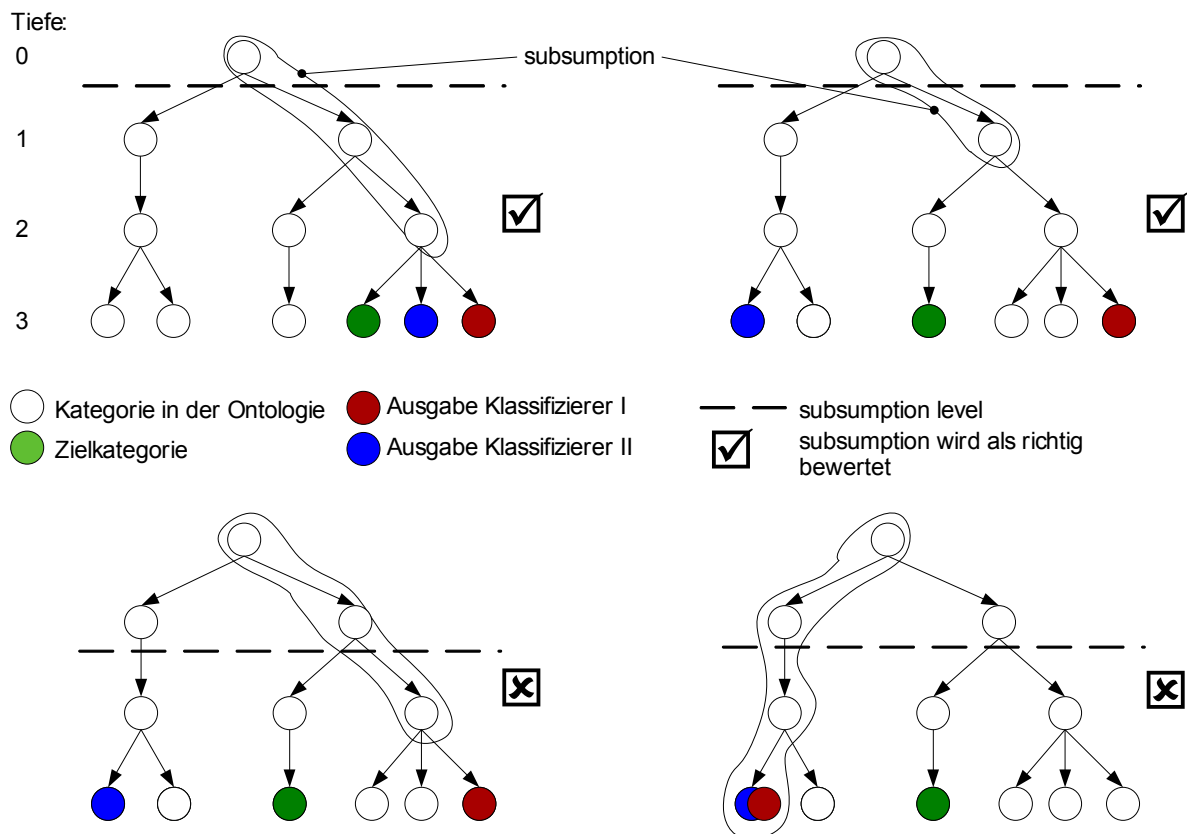 Tiefe:
0
subsumption
1
2
3
Kategorie in der Ontologie
Zielkategorie
Ausgabe Klassifizierer I
Ausgabe Klassifizierer II
subsumption level
subsumption wird als richtig
bewertet